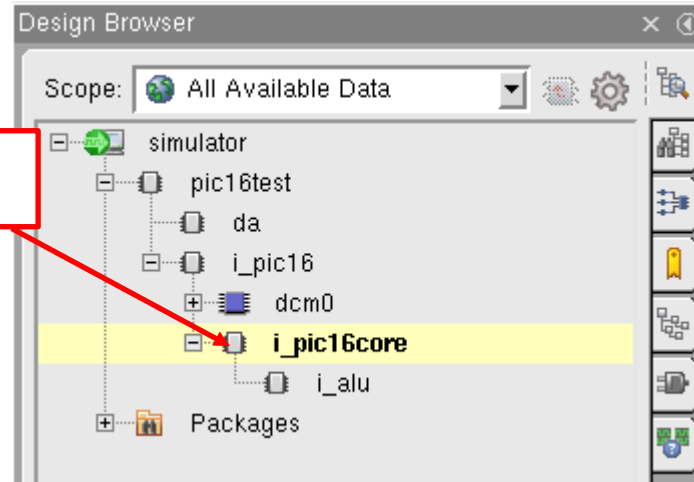 Design Browser
Scope: All Available Data
simulator
pic16test
da
i_pic16
dcm0
i_pic16core
i_alu
Packages